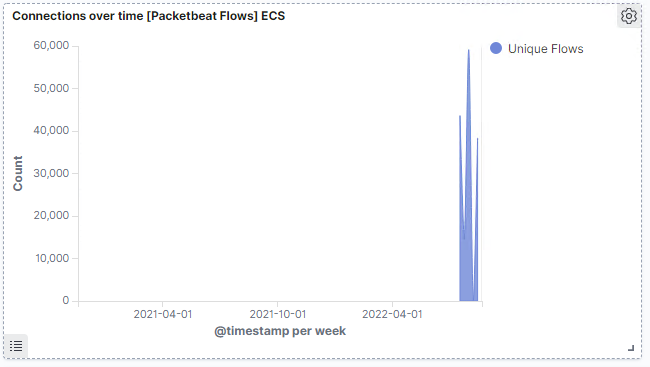 Connections over time [Packetbeat Flows] ECS
60,000
50,000
40,000
30,000
20,000
10,000
0
Count
2021-04-01 2021-10-01 2022-04-01
@timestamp per week
Unique Flows